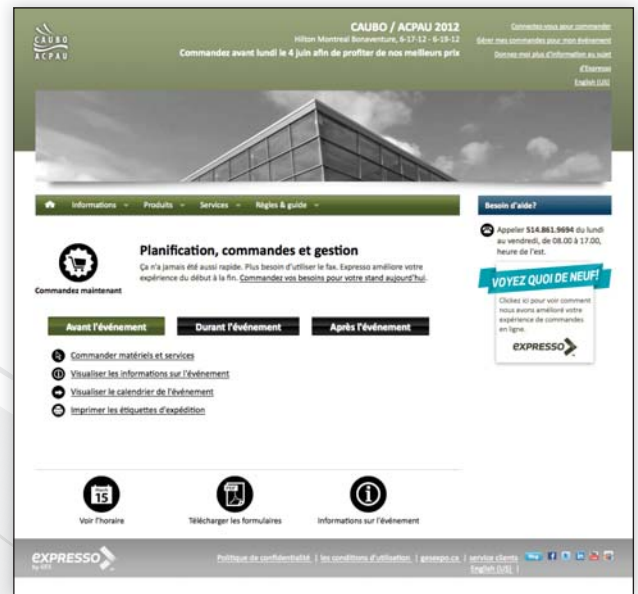 CAUBO
ACPAU
CAUBO / ACPAU 2012
Hilton Montreal Bonaventure, 6-17-12 - 6-18-12
Commandez avant lundi le 4 juin afin de profiter de nos meilleurs prix
Connectez-vous pour commander
Gérer mes commandes pour mon événement
Donnez-moi plus d'information au sujet
d'Expresso
English (US)
Informations
Produits
Services
Règles & guide
Besoin d'aide?
Appeler 514.861.9694 du lundi
au vendredi, de 08.00 à 17.00,
heure de l'est.
Commandez maintenant
Planification, commandes et gestion
Ça n'a jamais été aussi rapide. Plus besoin d'utiliser le fax. Expresso améliore votre
expérience du début à la fin. Commandez vos besoins pour votre stand aujourd'hui.
VOYEZ QUOI DE NEUF!
Clickez ici pour voir comment
nous avons amélioré votre
expérience de commandes
en ligne.
EXPRESSO
Avant l'événement
Durant l'événement
Après l'événement
Commander matériels et services
Visualiser les informations sur l'événement
Visualiser le calendrier de l'événement
Imprimer les étiquettes d'expédition
March
15
Voir l'horaire
Télécharger les formulaires
Informations sur l'événement
EXPRESSO
by GES
Politique de confidentialité | les conditions d'utilisation | gesexpo.ca | service clients
English (US) |